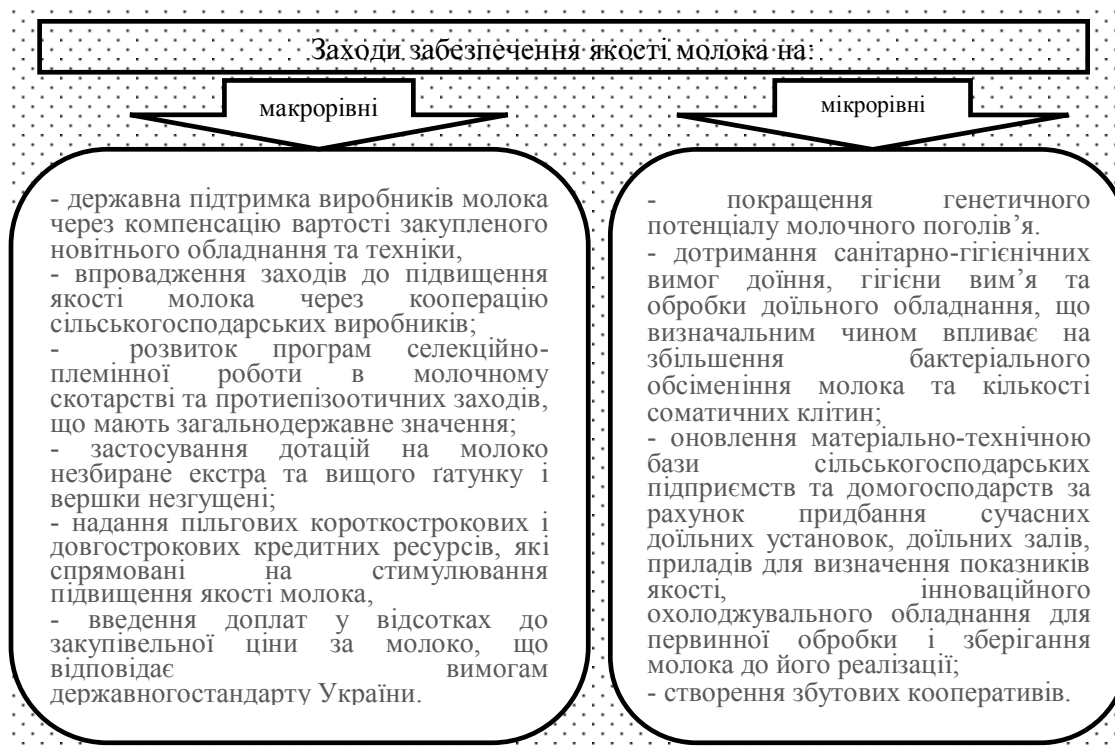 Заходи забезпечення якості молока на:
макрорівні
мікрорівні
- державна підтримка виробників молока
через компенсацію вартості закупленого
новітнього обладнання та техніки,
- впровадження заходів до підвищення
якості молока через кооперацію
сільськогосподарських виробників;
- розвиток програм селекційно-
племінної роботи в молочному
скотарстві та протиепізоотичних заходів,
що мають загальнодержавне значення;
- застосування дотацій на молоко
незбиране екстра та вищого ґатунку і
вершки незгущені;
- надання пільгових короткострокових і
довгострокових кредитних ресурсів, які
спрямовані на стимулювання
підвищення якості молока,
- введення доплат у відсотках до
закупівельної ціни за молоко, що
відповідає вимогам
державногостандарту України.
- покращення генетичного
потенціалу молочного поголів’я.
- дотримання санітарно-гігієнічних
вимог доїння, гігієни вим’я та
обробки доїльного обладнання, що
визначальним чином впливає на
збільшення бактеріального
обсіменіння молока та кількості
соматичних клітин;
- оновлення матеріально-технічною
бази сільськогосподарських
підприємств та домогосподарств за
рахунок придбання сучасних
доїльних установок, доїльних залів,
приладів для визначення показників
якості, інноваційного
охолоджувального обладнання для
первинної обробки і зберігання
молока до його реалізації;
- створення збутових кооперативів.